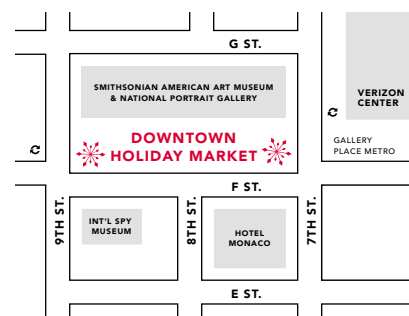 G ST.
SMITHSONIAN AMERICAN ART MUSEUM
& NATIONAL PORTRAIT GALLERY
VERIZON
CENTER
DOWNTOWN
HOLIDAY MARKET
GALLERY
PLACE METRO
F ST.
9TH ST.
INT'L SPY
MUSEUM
8TH ST.
HOTEL
MONACO
7TH ST.
E ST.